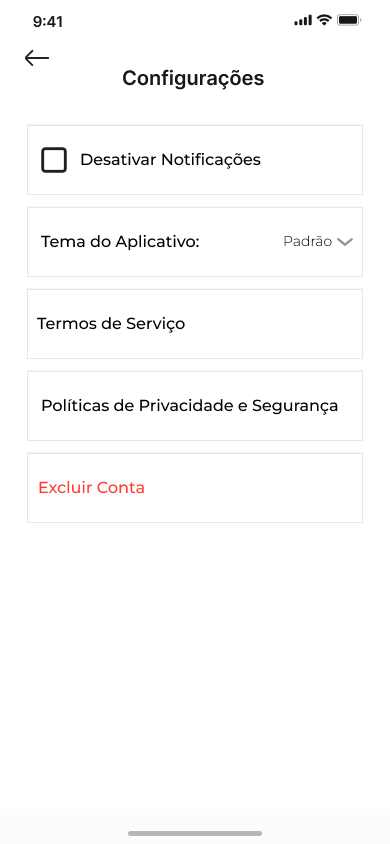 9:41
Configurações
Desativar Notificações
Tema do Aplicativo: Padrão
Termos de Serviço
Políticas de Privacidade e Segurança
Excluir Conta